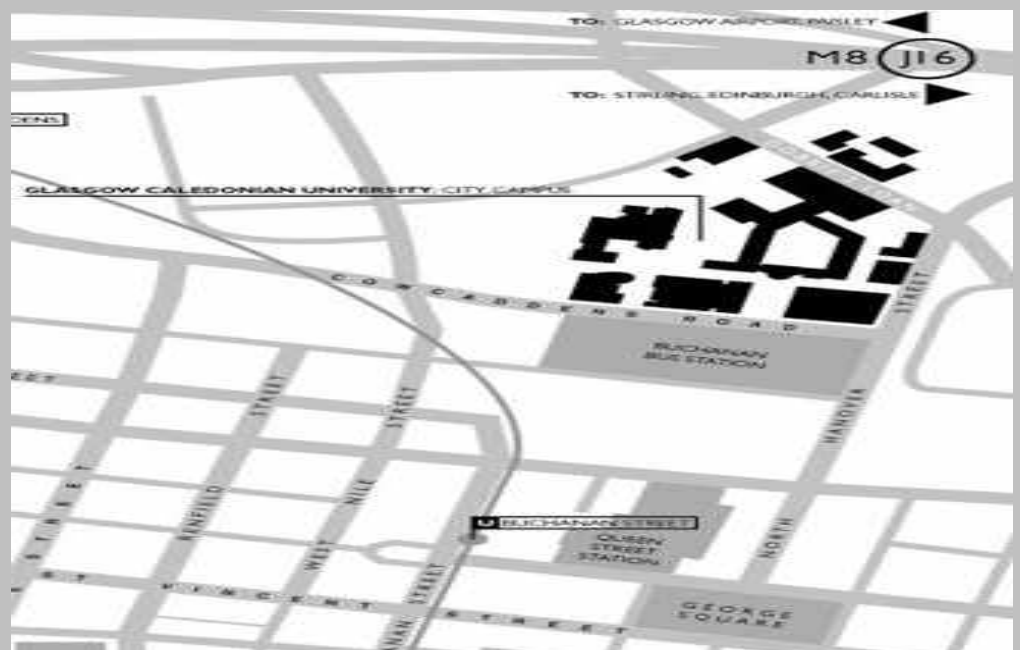 TO: GLASGOW AIRPORT, PAISLEY
M8 J16
TO: STIRLING, EDINBURGH, CARLISLE
GLASGOW CALEDONIAN UNIVERSITY, CITY CAMPUS
COWCADDENS ROAD
STREET
BUCHANAN
BUS STATION
STREET
STREET
HANOVER
STREET
RENFIELD
NILE
U BUCHANAN STREET
QUEEN
STREET
STATION
NORTH
WEST
STREET
ST VINCENT STREET
GEORGE
SQUARE